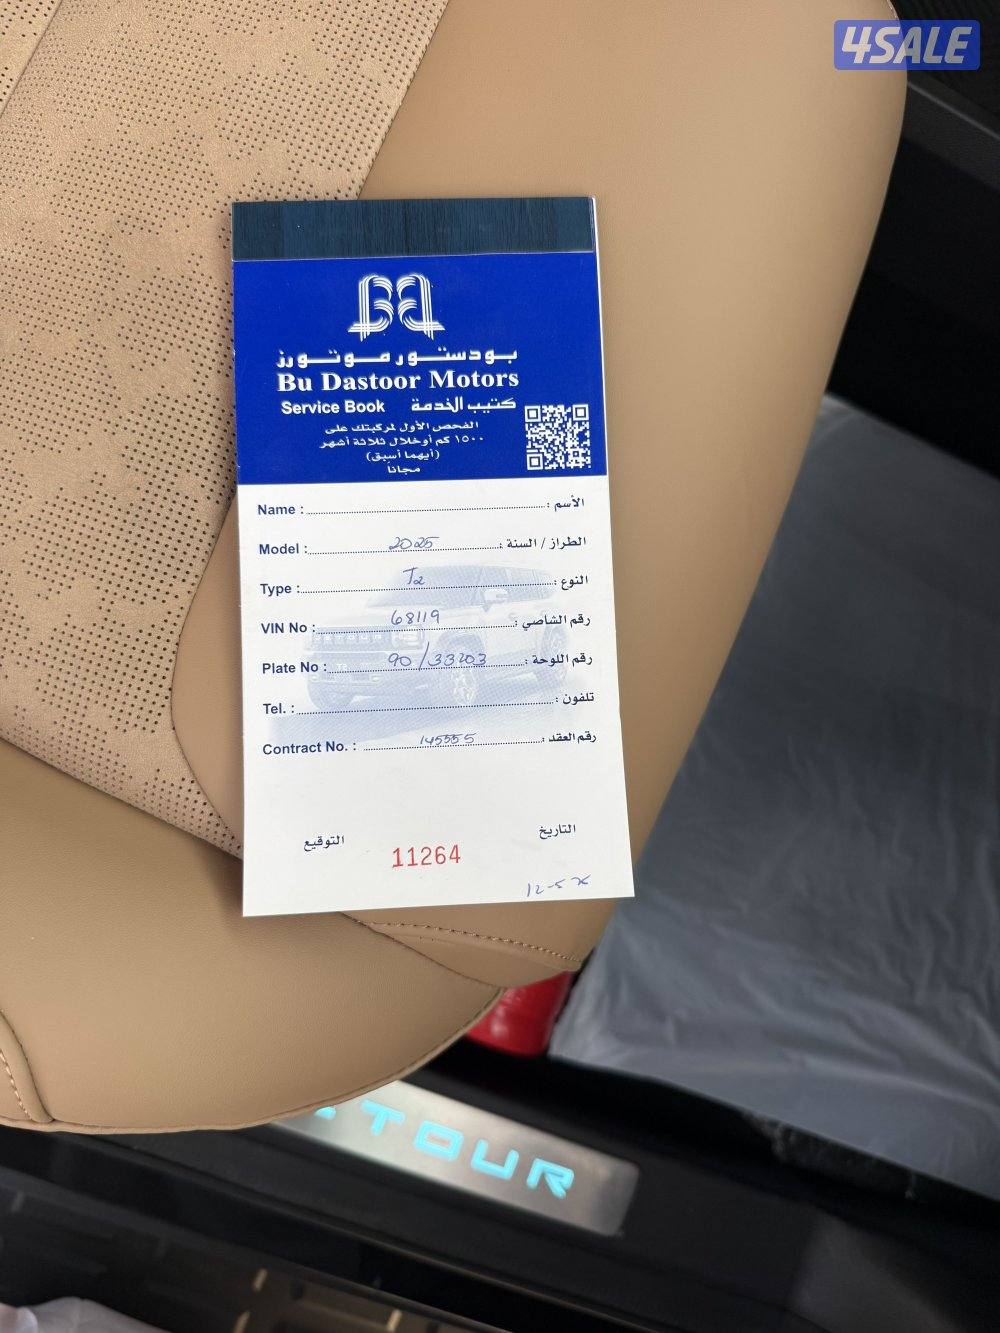 4SALE
بودستور موتورز
Bu Dastoor Motors
Service Book كتيب الخدمة
الفحص الأول لمركبتك على
١٥٠٠ كم أو خلال ثلاثة أشهر
(أيهما أسبق)
مجاناً
Name : الأسم :
Model : 2025 الطراز / السنة :
Type : T2 النوع :
VIN No : 68119 رقم الشاصي :
Plate No : 90/33203 رقم اللوحة :
Tel. : تلفون :
Contract No. : 145555 رقم العقد :
التوقيع التاريخ
11264
12-5
TOUR